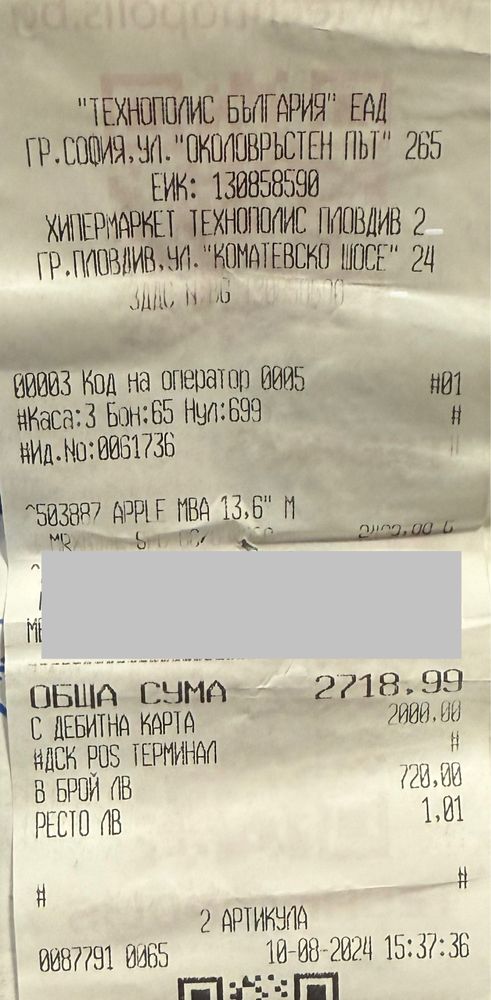 "ТЕХНОПОЛИС БЪЛГАРИЯ" ЕАД
ГР.СОФИЯ,УЛ."ОКОЛОВРЪСТЕН ПЪТ" 265
ЕИК: 130858590
ХИПЕРМАРКЕТ ТЕХНОПОЛИС ПЛОВДИВ 2
ГР.ПЛОВДИВ,УЛ."КОМАТЕВСКО ШОСЕ" 24
ЗДДС N
00003 Код на оператор 0005 #01
#Каса:3 Бон:65 Нул:699 #
#Ид.No:0061736
^503887 APPLE MBA 13,6" M
ОБЩА СУМА 2718.99
С ДЕБИТНА КАРТА 2000.00
#ДСК POS ТЕРМИНАЛ #
В БРОЙ ЛВ 720,00
РЕСТО ЛВ 1,01
# #
2 АРТИКУЛА
0087791 0065 10-08-2024 15:37:36